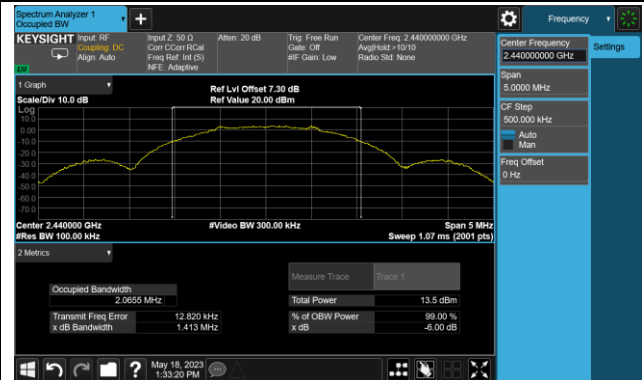 Spectrum Analyzer 1
Occupied BW
Frequency
KEYSIGHT
Input: RF
Coupling: DC
Align: Auto
Input Z: 50 Ω
Corr CCorr RCal
Freq Ref: Int (S)
NFE: Adaptive
Atten: 20 dB
Trig: Free Run
Gate: Off
#IF Gain: Low
Center Freq: 2.440000000 GHz
Avg|Hold:>10/10
Radio Std: None
Center Frequency
2.440000000 GHz
Settings
Span
5.0000 MHz
CF Step
500.000 kHz
Auto
Man
Freq Offset
0 Hz
1 Graph
Scale/Div 10.0 dB
Ref Lvl Offset 7.30 dB
Ref Value 20.00 dBm
Log
10.0
0.00
-10.0
-20.0
-30.0
-40.0
-50.0
-60.0
-70.0
Center 2.440000 GHz
#Res BW 100.00 kHz
#Video BW 300.00 kHz
Span 5 MHz
Sweep 1.07 ms (2001 pts)
2 Metrics
Measure Trace
Trace 1
Occupied Bandwidth
2.0655 MHz
Total Power
13.5 dBm
Transmit Freq Error
12.820 kHz
% of OBW Power
99.00 %
x dB Bandwidth
1.413 MHz
x dB
-6.00 dB
May 18, 2023
1:33:20 PM